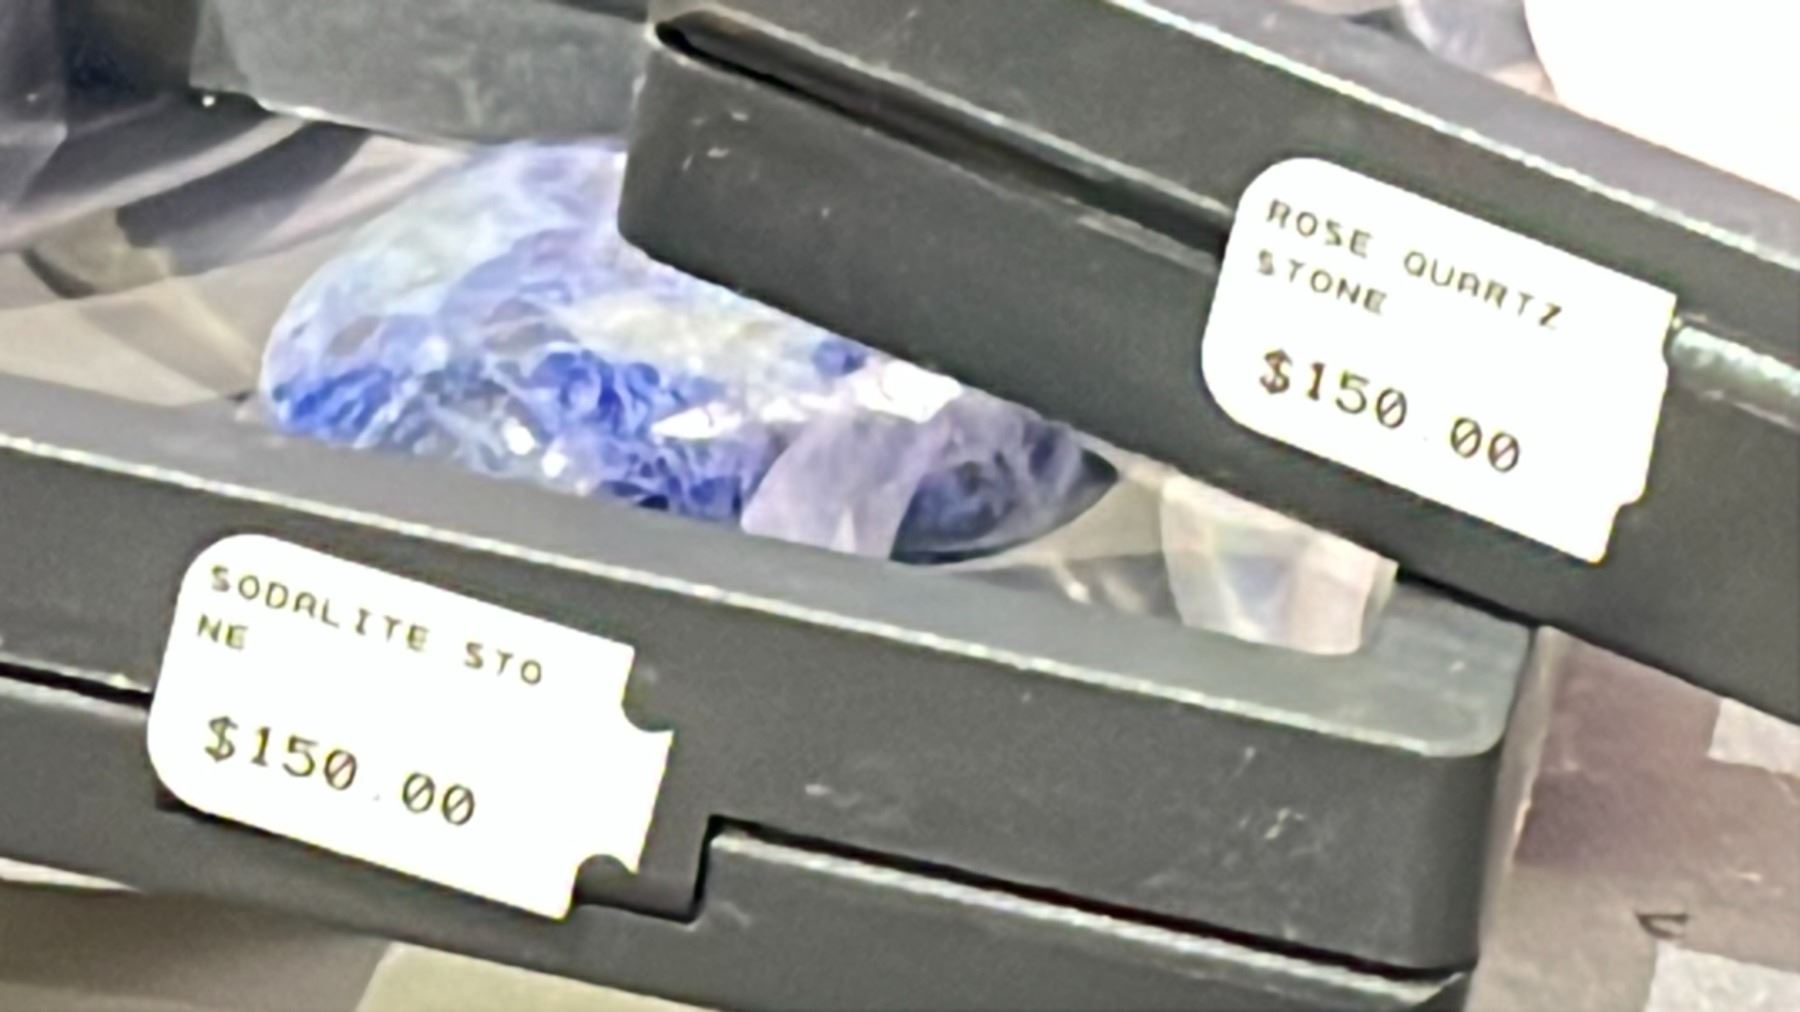 ROSE QUARTZ
STONE
$150.00
SODALITE STO
NE
$150.00